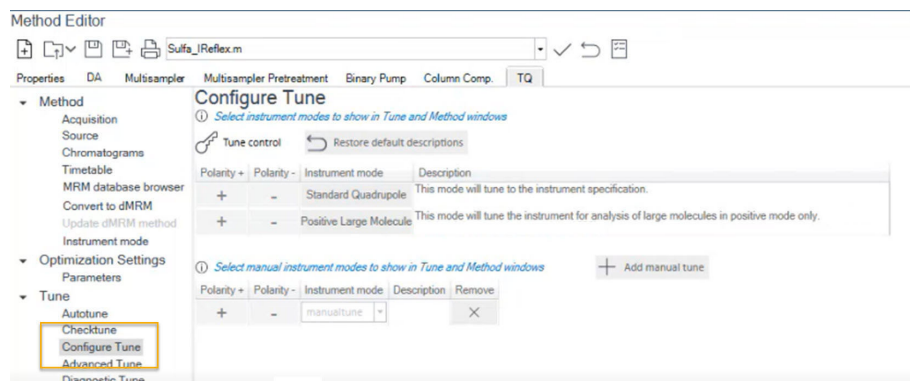 Method Editor
Sulfa_IReflex.m
Properties DA Multisampler Multisampler Pretreatment Binary Pump Column Comp. TQ
Method
Acquisition
Source
Chromatograms
Timetable
MRM database browser
Convert to dMRM
Update dMRM method
Instrument mode
Optimization Settings
Parameters
Tune
Autotune
Checktune
Configure Tune
Advanced Tune
Diagnostic Tune
Configure Tune
Select instrument modes to show in Tune and Method windows
Tune control Restore default descriptions
Polarity + Polarity - Instrument mode Description
+ - Standard Quadrupole This mode will tune to the instrument specification.
+ - Positive Large Molecule This mode will tune the instrument for analysis of large molecules in positive mode only.
Select manual instrument modes to show in Tune and Method windows Add manual tune
Polarity + Polarity - Instrument mode Description Remove
+ - manualtune